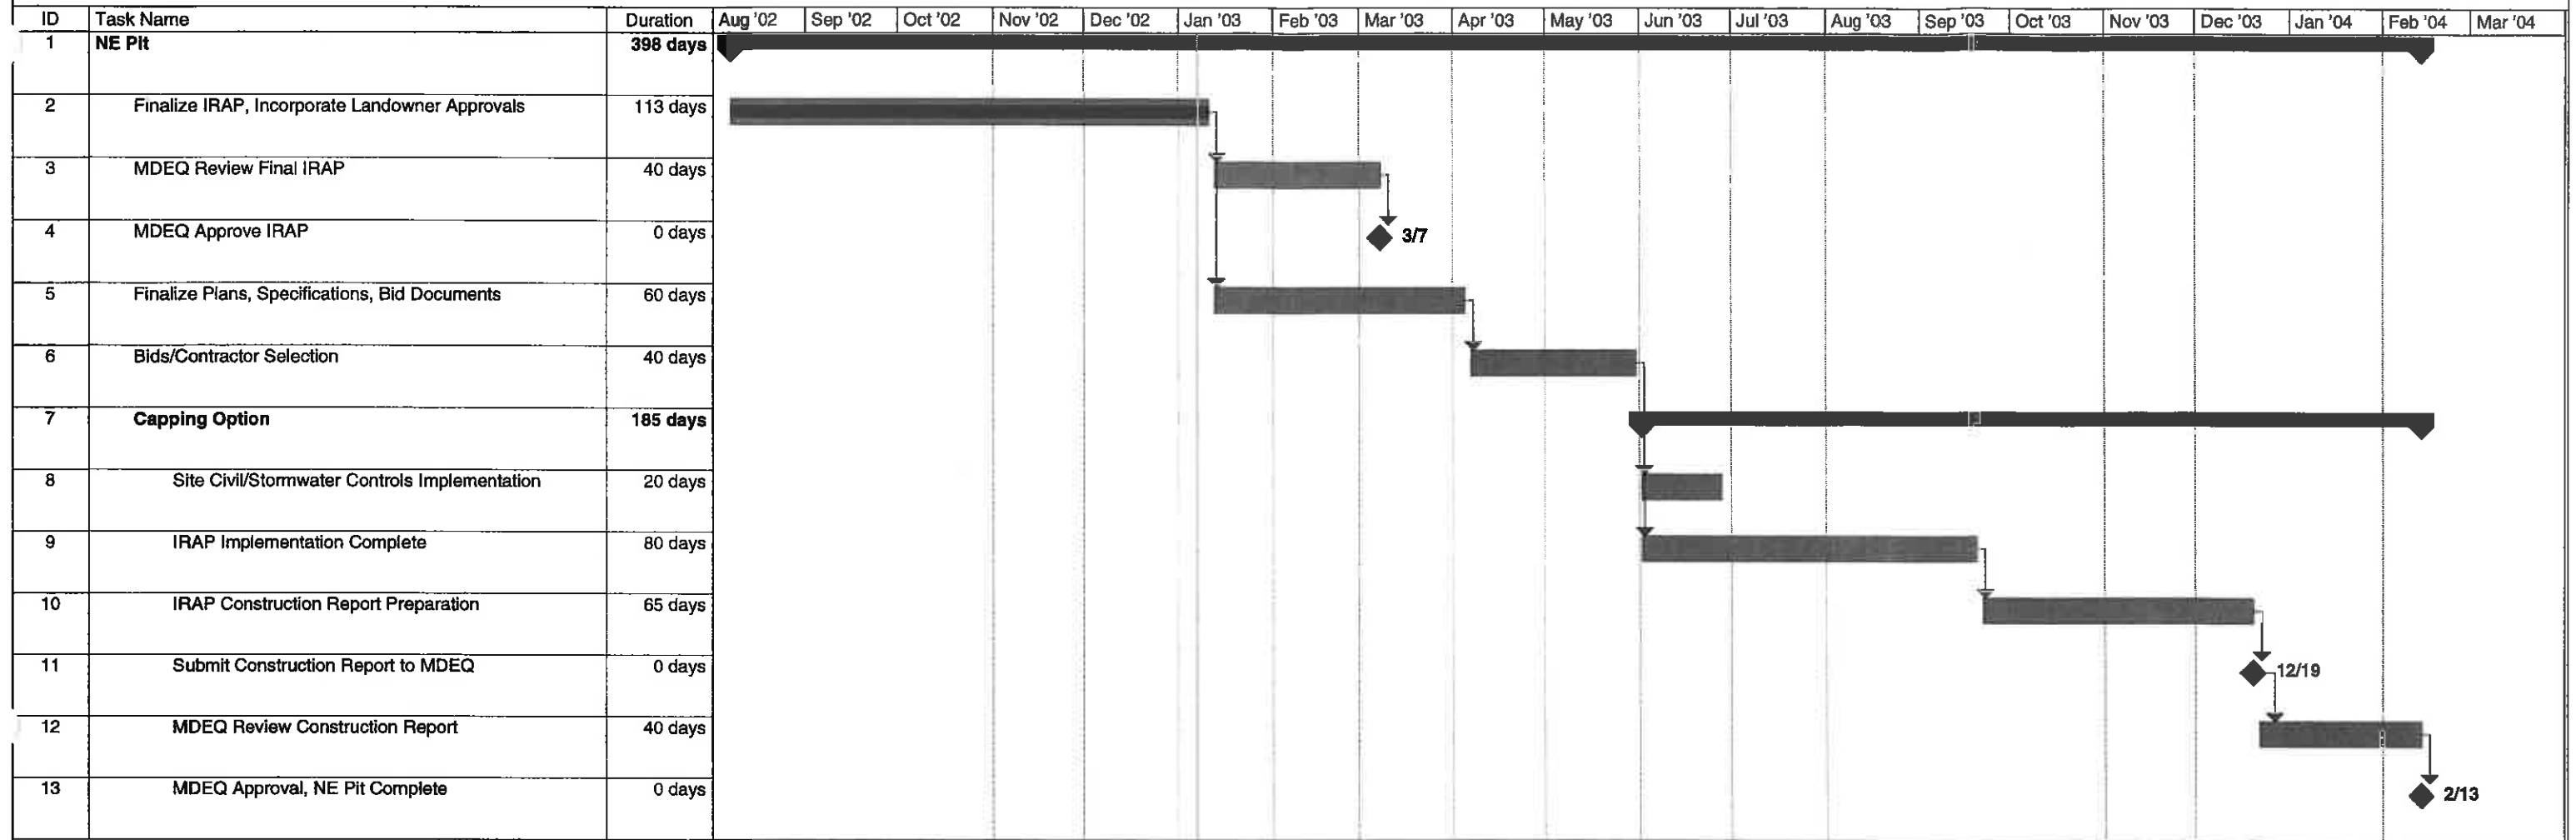 ID Task Name Duration Aug '02 Sep '02 Oct '02 Nov '02 Dec '02 Jan '03 Feb '03 Mar '03 Apr '03 May '03 Jun '03 Jul '03 Aug '03 Sep '03 Oct '03 Nov '03 Dec '03 Jan '04 Feb '04 Mar '04
1 NE Pit 398 days
2 Finalize IRAP, Incorporate Landowner Approvals 113 days
3 MDEQ Review Final IRAP 40 days
4 MDEQ Approve IRAP 0 days 3/7
5 Finalize Plans, Specifications, Bid Documents 60 days
6 Bids/Contractor Selection 40 days
7 Capping Option 185 days
8 Site Civil/Stormwater Controls Implementation 20 days
9 IRAP Implementation Complete 80 days
10 IRAP Construction Report Preparation 65 days
11 Submit Construction Report to MDEQ 0 days 12/19
12 MDEQ Review Construction Report 40 days
13 MDEQ Approval, NE Pit Complete 0 days 2/13